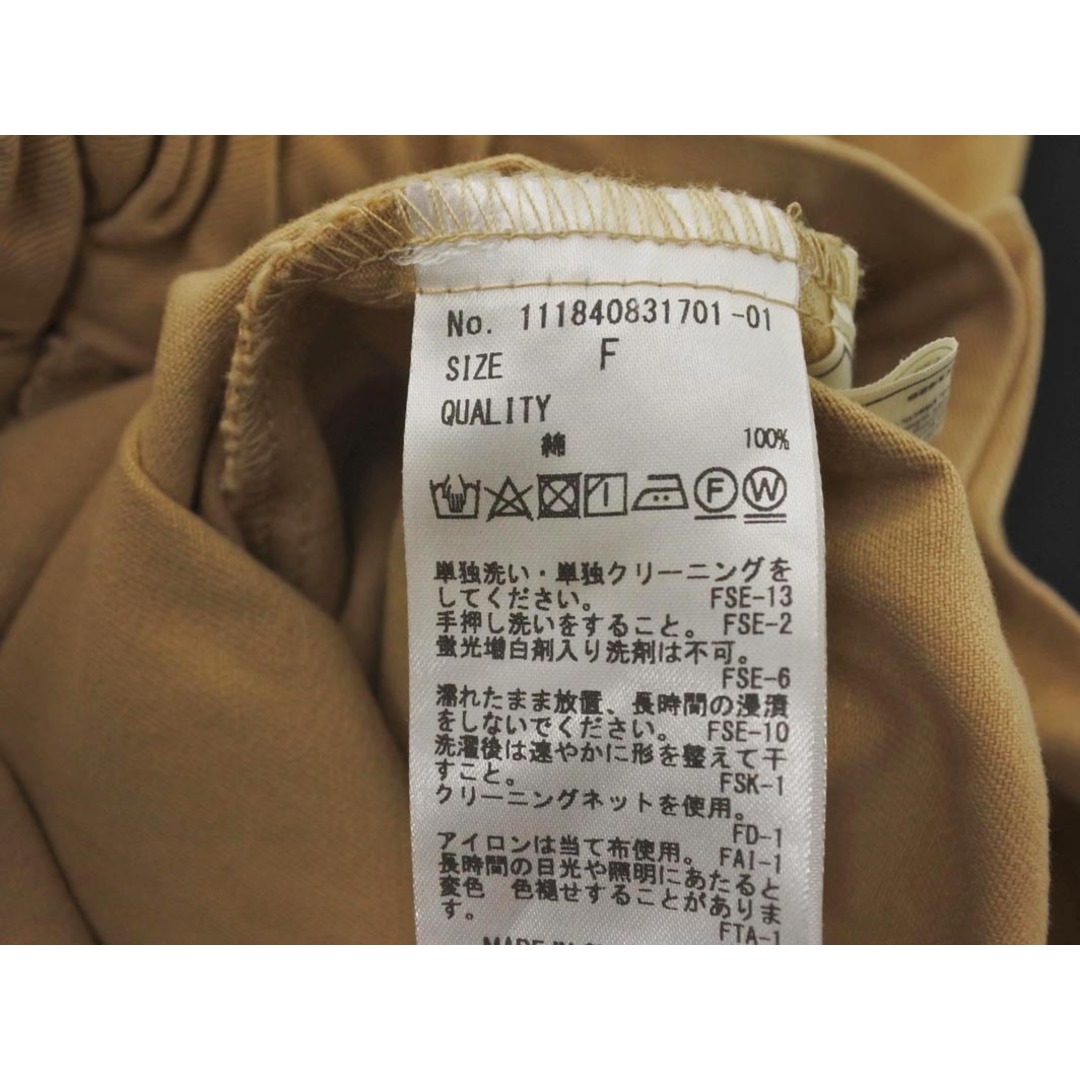 No. 111840831701-01
SIZE F
QUALITY
綿 100%
F W
単独洗い・単独クリーニングを
してください。 FSE-13
手押し洗いをすること。 FSE-2
蛍光増白剤入り洗剤は不可。
FSE-6
濡れたまま放置、長時間の浸漬
をしないでください。 FSE-10
洗濯後は速やかに形を整えて干
すこと。 FSK-1
クリーニングネットを使用。
FD-1
アイロンは当て布使用。 FAI-1
長時間の日光や照明にあたると
変色 色褪せすることがありま
す。 FTA-1
MADE IN